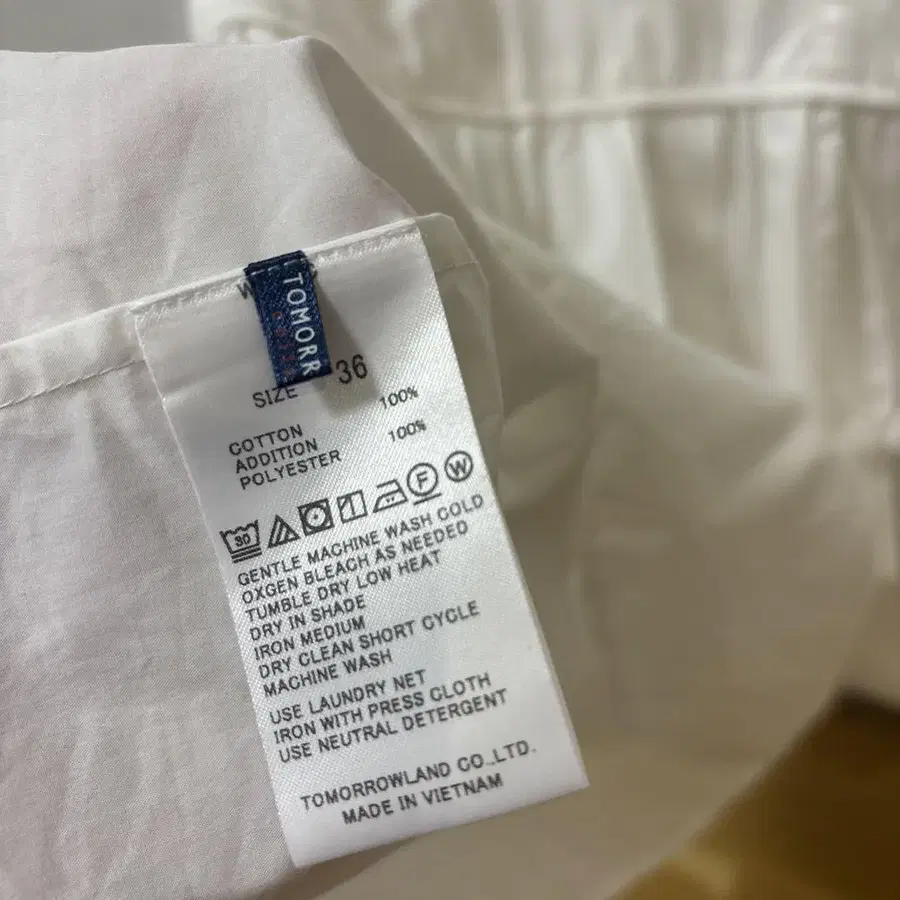 TOMORR
SIZE 36
COTTON 100%
ADDITION
POLYESTER 100%
30 F W
GENTLE MACHINE WASH COLD
OXGEN BLEACH AS NEEDED
TUMBLE DRY LOW HEAT
DRY IN SHADE
IRON MEDIUM
DRY CLEAN SHORT CYCLE
MACHINE WASH
USE LAUNDRY NET
IRON WITH PRESS CLOTH
USE NEUTRAL DETERGENT
TOMORROWLAND CO.,LTD.
MADE IN VIETNAM